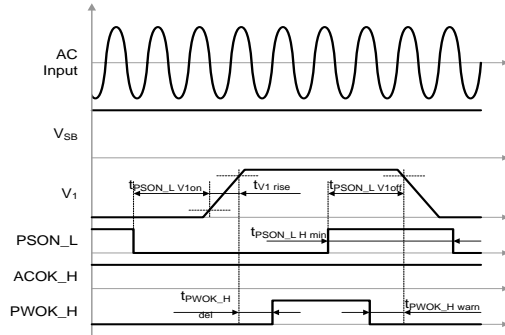 AC
Input
VSB
tPSON_L V1on
tV1 rise
tPSON_L V1off
V1
PSON_L
tPSON_L H min
ACOK_H
tPWOK_H
del
tPWOK_H warn
PWOK_H